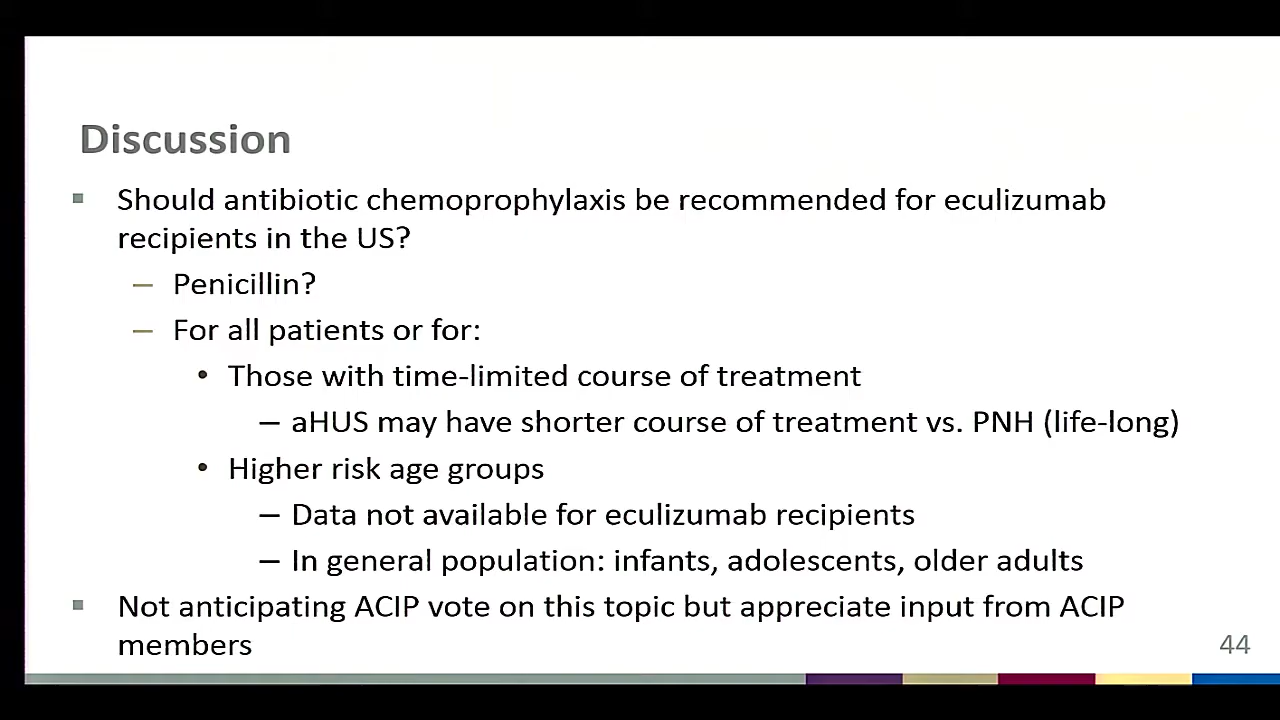 Discussion
▪ Should antibiotic chemoprophylaxis be recommended for eculizumab
recipients in the US?
– Penicillin?
– For all patients or for:
• Those with time-limited course of treatment
– aHUS may have shorter course of treatment vs. PNH (life-long)
• Higher risk age groups
– Data not available for eculizumab recipients
– In general population: infants, adolescents, older adults
▪ Not anticipating ACIP vote on this topic but appreciate input from ACIP
members
44